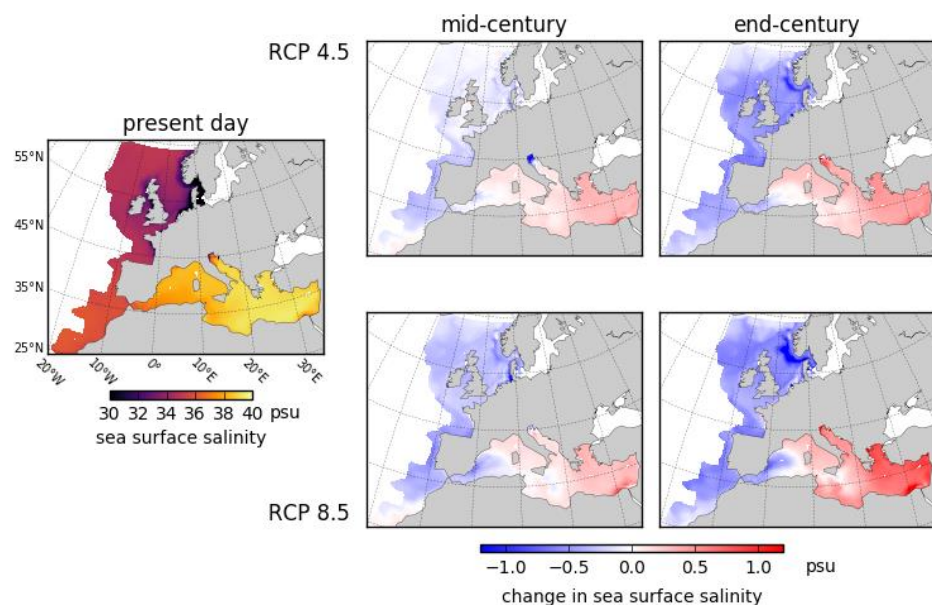 mid-century
end-century
RCP 4.5
present day
55°N
45°N
35°N
25°N
20°W
10°W
0°
10°E
20°E
30°E
30 32 34 36 38 40 psu
sea surface salinity
RCP 8.5
−1.0 −0.5 0.0 0.5 1.0 psu
change in sea surface salinity